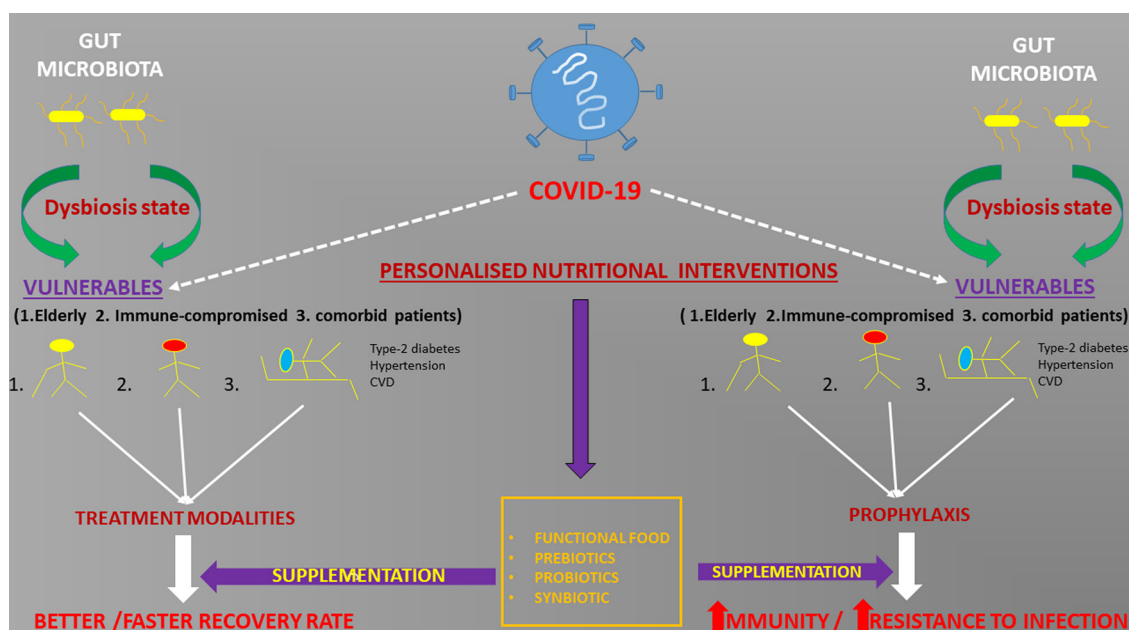 GUT
MICROBIOTA
Dysbiosis state
VULNERABLES
(1.Elderly 2. Immune-compromised 3. comorbid patients)
1.
2.
3.
Type-2 diabetes
Hypertension
CVD
TREATMENT MODALITIES
SUPPLEMENTATION
BETTER /FASTER RECOVERY RATE
COVID-19
PERSONALISED NUTRITIONAL INTERVENTIONS
• FUNCTIONAL FOOD
• PREBIOTICS
• PROBIOTICS
• SYNBIOTIC
GUT
MICROBIOTA
Dysbiosis state
VULNERABLES
( 1.Elderly 2.Immune-compromised 3. comorbid patients)
1.
2.
3.
Type-2 diabetes
Hypertension
CVD
PROPHYLAXIS
SUPPLEMENTATION
MMUNITY / RESISTANCE TO INFECTION